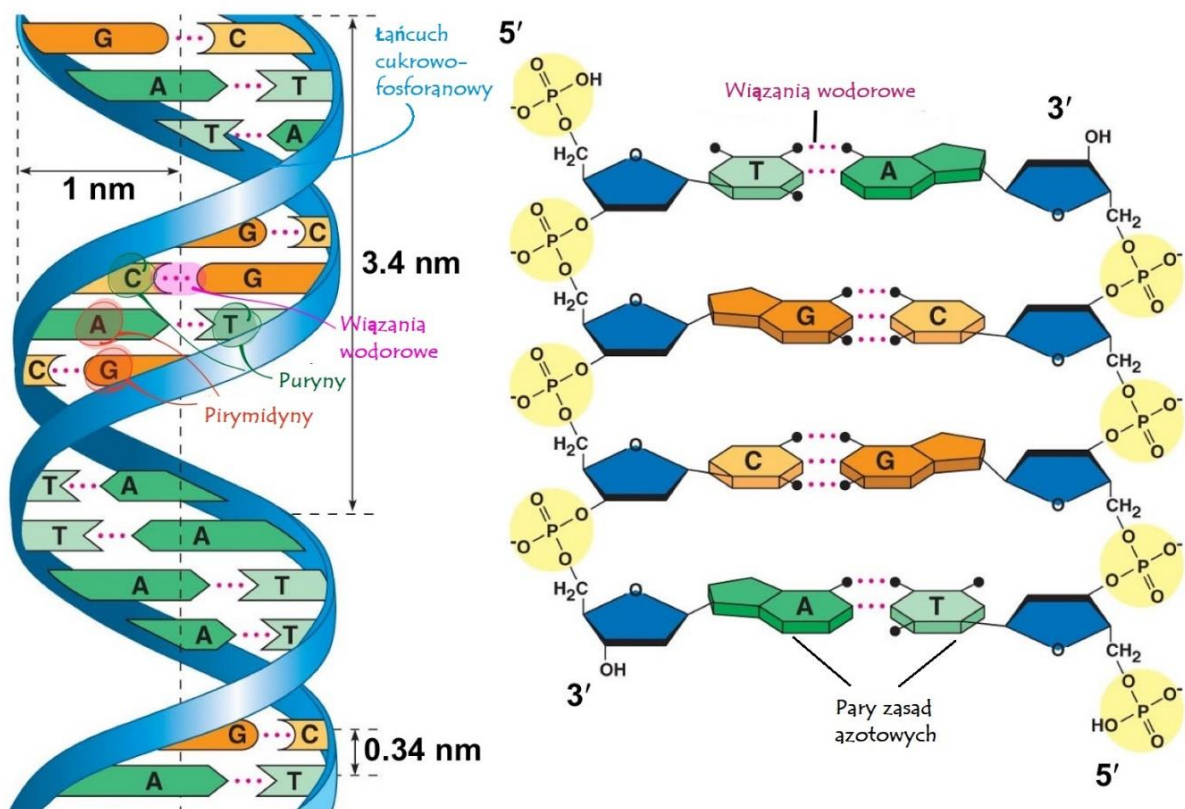 G C
A T
T A
Łańcuch
cukrowo-
fosforanowy
1 nm
G C
C G
3.4 nm
A T
Wiązania
wodorowe
C G
Puryny
Pirymidyny
T A
T A
A T
A T
G C
0.34 nm
A T
5′
O
P
OH
-O
O
H2C
O
Wiązania wodorowe
3′
OH
T A
O
CH2
O
O
P
-O
O
O
H2C
O
O
P
O-
O
O
G C
O
CH2
O
O
P
-O
O
O
H2C
O
O
P
O-
O
O
C G
O
CH2
O
O
P
-O
O
O
H2C
O
O
P
O-
O
O
A T
O
CH2
OH
3′
Pary zasad
azotowych
O
O-
P
HO
O
5′